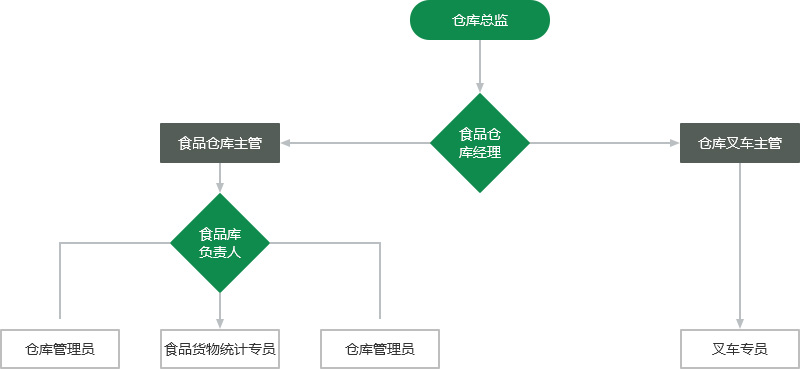 仓库总监
食品仓
库经理
食品仓库主管
仓库叉车主管
食品库
负责人
仓库管理员
食品货物统计专员
仓库管理员
叉车专员